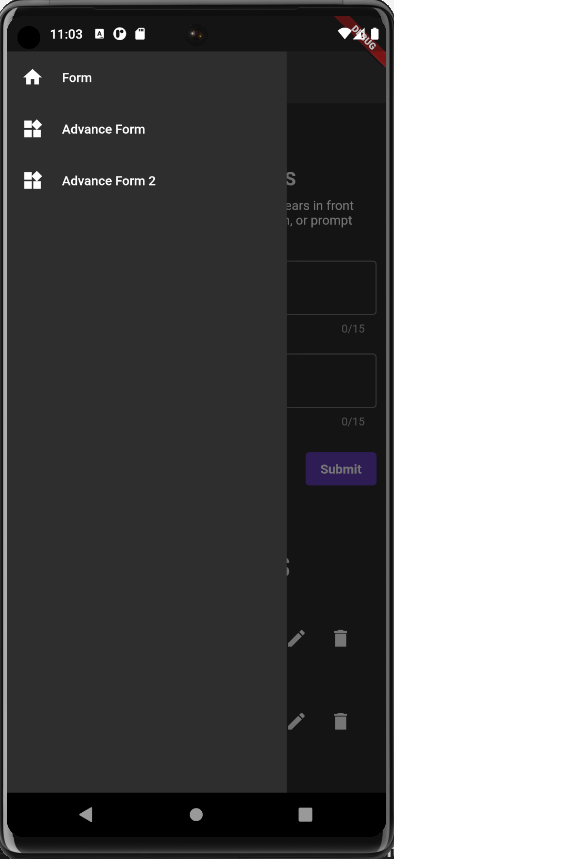 11:03
DEBUG
Form
Advance Form
Advance Form 2
s
ears in front
n, or prompt
0/15
0/15
Submit
s